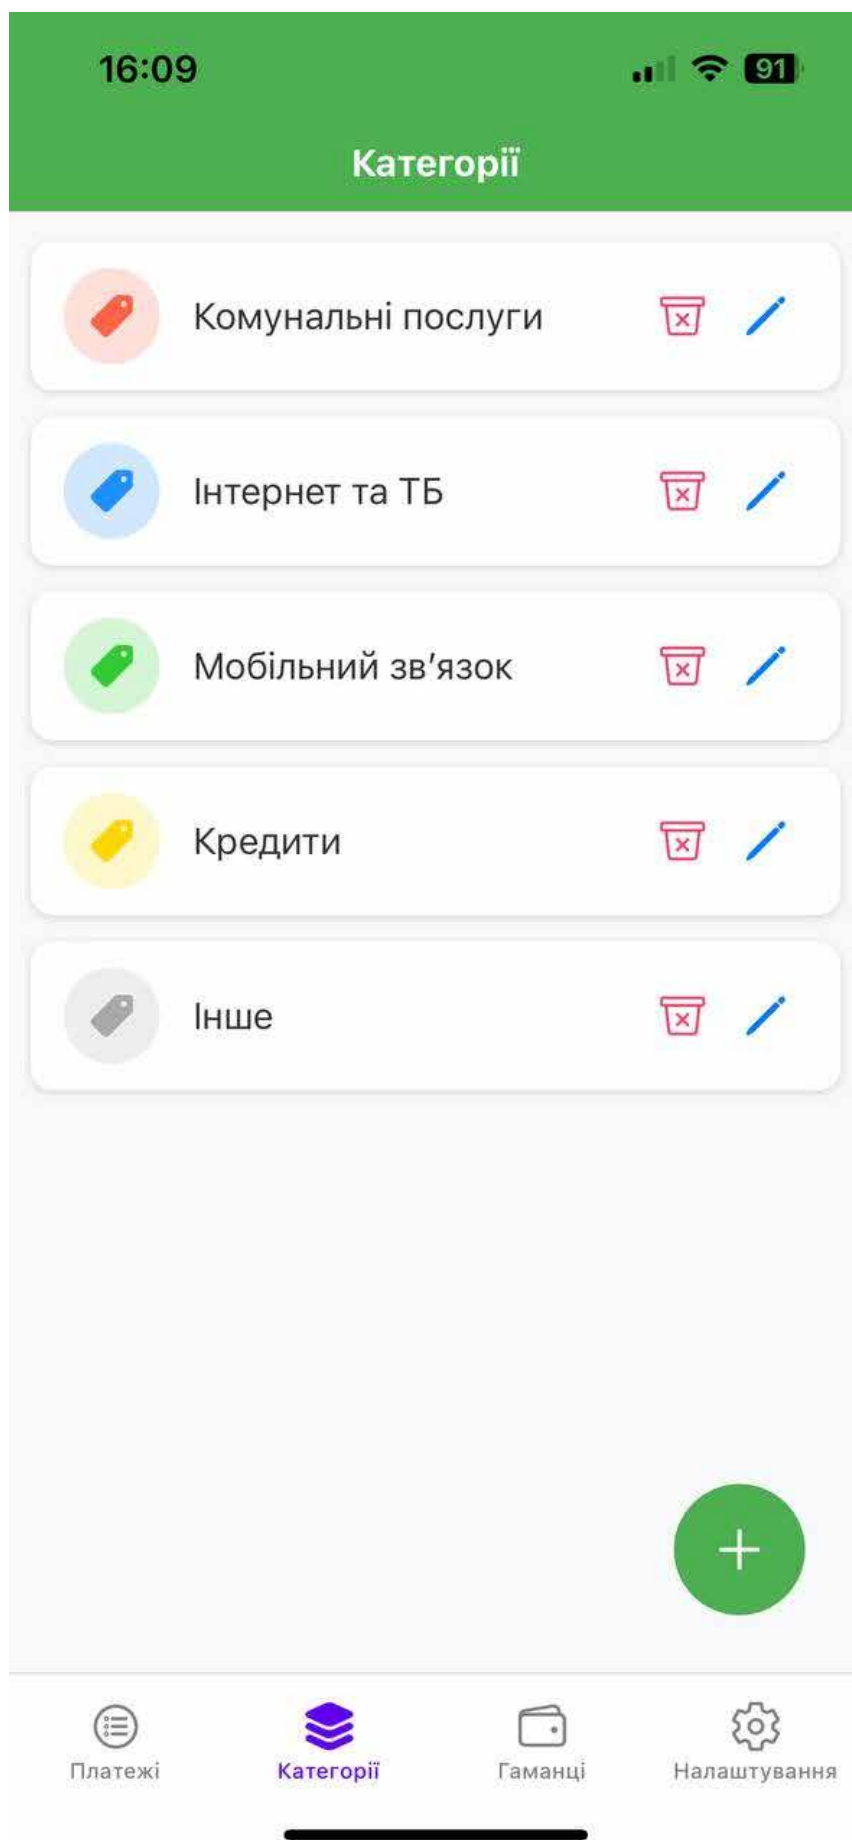 16:09
91
Категорії
Комунальні послуги
Інтернет та ТБ
Мобільний зв'язок
Кредити
Інше
Платежі
Категорії
Гаманці
Налаштування